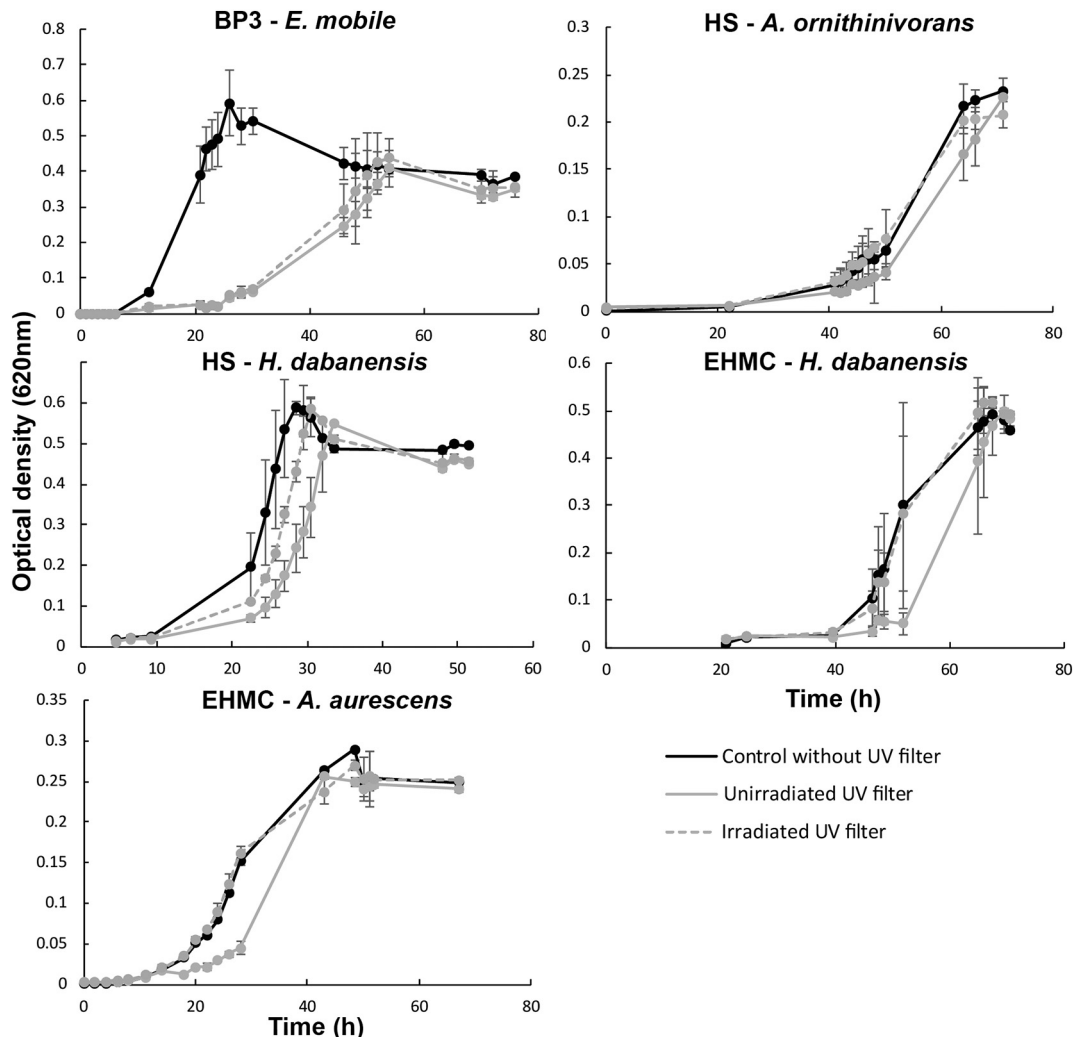 BP3 - E. mobile
0.8
0.7
0.6
0.5
0.4
0.3
0.2
0.1
0
0 20 40 60 80
HS - A. ornithinivorans
0.3
0.25
0.2
0.15
0.1
0.05
0
0 20 40 60 80
HS - H. dabanensis
0.6
0.5
0.4
0.3
0.2
0.1
0
0 10 20 30 40 50 60
EHMC - H. dabanensis
0.6
0.5
0.4
0.3
0.2
0.1
0
0 20 40 60 80
Time (h)
Optical density (620nm)
EHMC - A. aurescens
0.35
0.3
0.25
0.2
0.15
0.1
0.05
0
0 20 40 60 80
Time (h)
Control without UV filter
Unirradiated UV filter
Irradiated UV filter